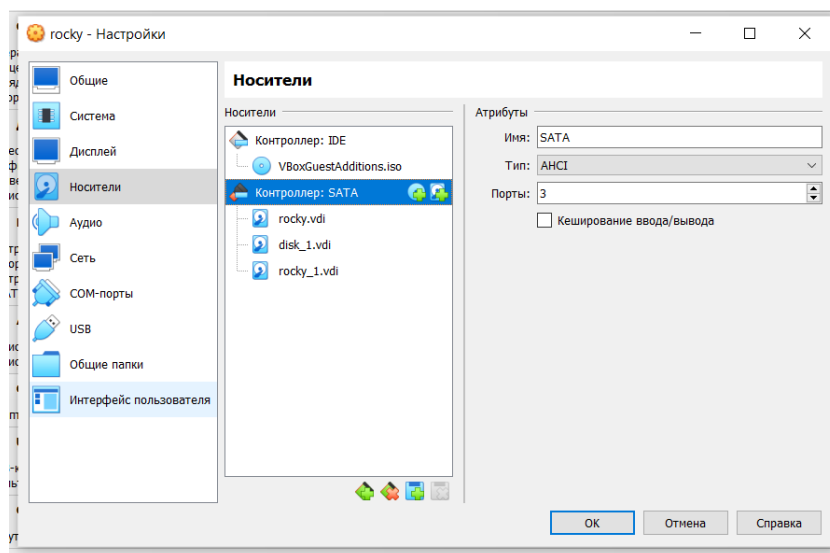 rocky - Настройки
Общие
Система
Дисплей
Носители
Аудио
Сеть
COM-порты
USB
Общие папки
Интерфейс пользователя
Носители
Носители
Контроллер: IDE
VBoxGuestAdditions.iso
Контроллер: SATA
rocky.vdi
disk_1.vdi
rocky_1.vdi
Атрибуты
Имя: SATA
Тип: AHCI
Порты: 3
Кеширование ввода/вывода
OK
Отмена
Справка